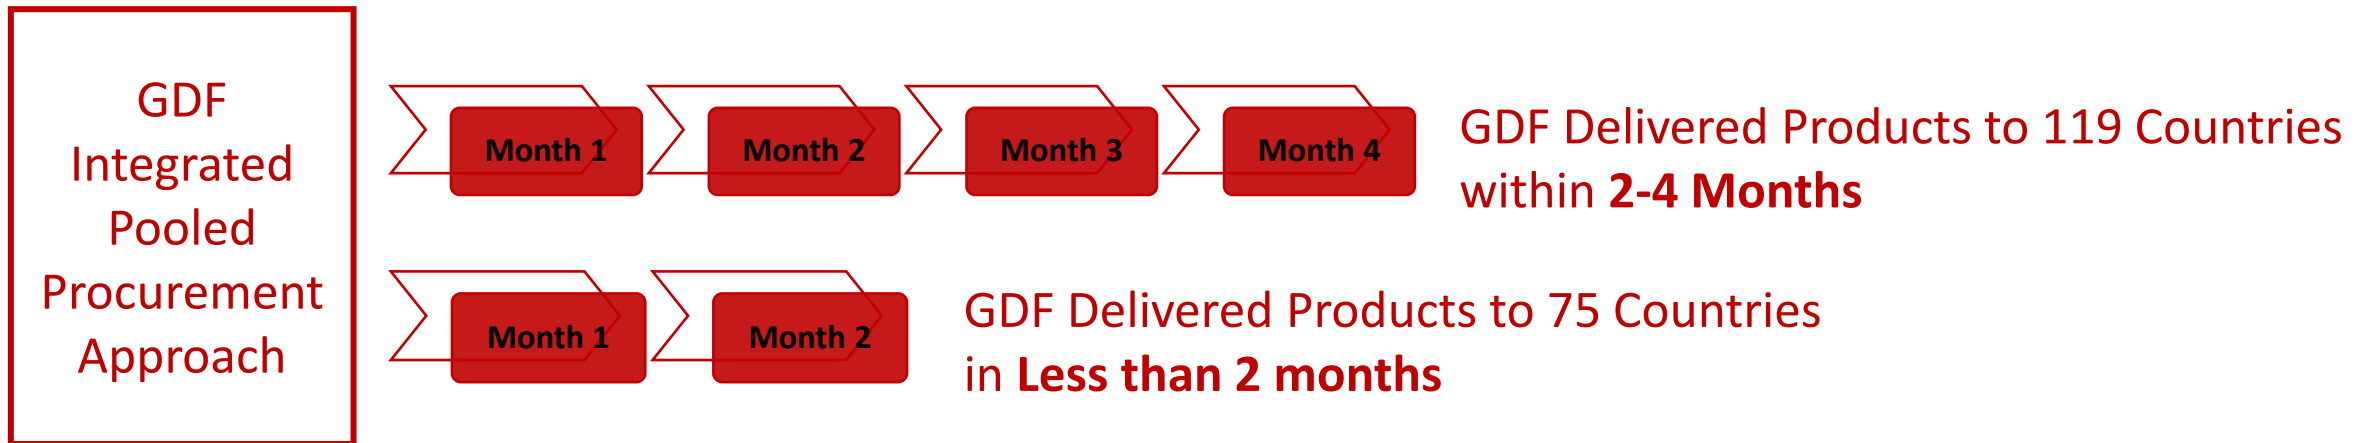 GDF
Integrated
Pooled
Procurement
Approach
Month 1
Month 2
Month 3
Month 4
GDF Delivered Products to 119 Countries
within 2-4 Months
Month 1
Month 2
GDF Delivered Products to 75 Countries
in Less than 2 months